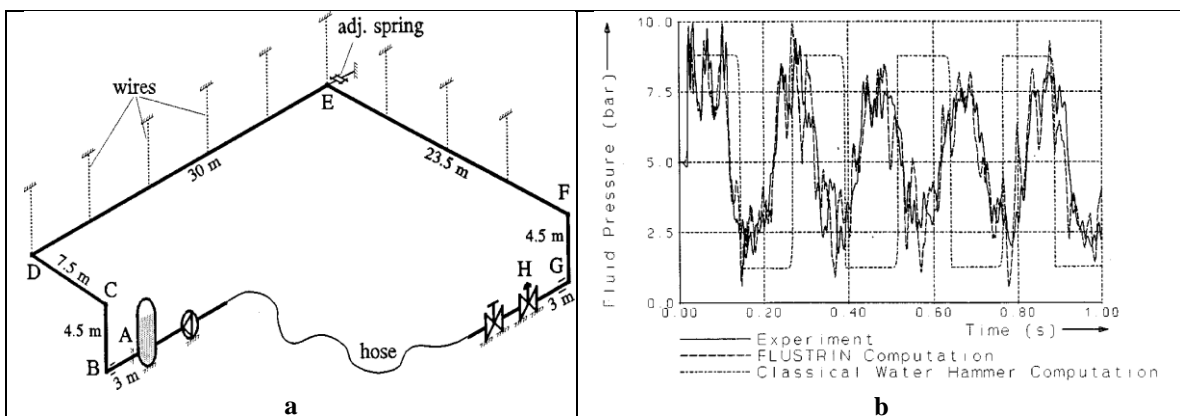 adj. spring
wires
E
30 m
23.5 m
F
4.5 m
D
7.5 m
C
H
G
A
4.5 m
3 m
B
3 m
hose
a
Fluid Pressure (bar)
10.0
7.5
5.0
2.5
0.0
0.00 0.20 0.40 0.60 0.80 1.00
Time (s)
Experiment
FLUSTRIN Computation
Classical Water Hammer Computation
b